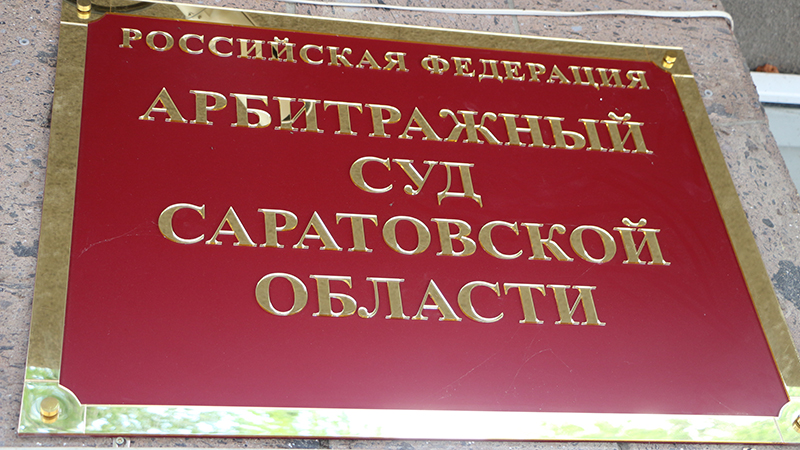 РОССИЙСКАЯ ФЕДЕРАЦИЯ
АРБИТРАЖНЫЙ
СУД
САРАТОВСКОЙ
ОБЛАСТИ